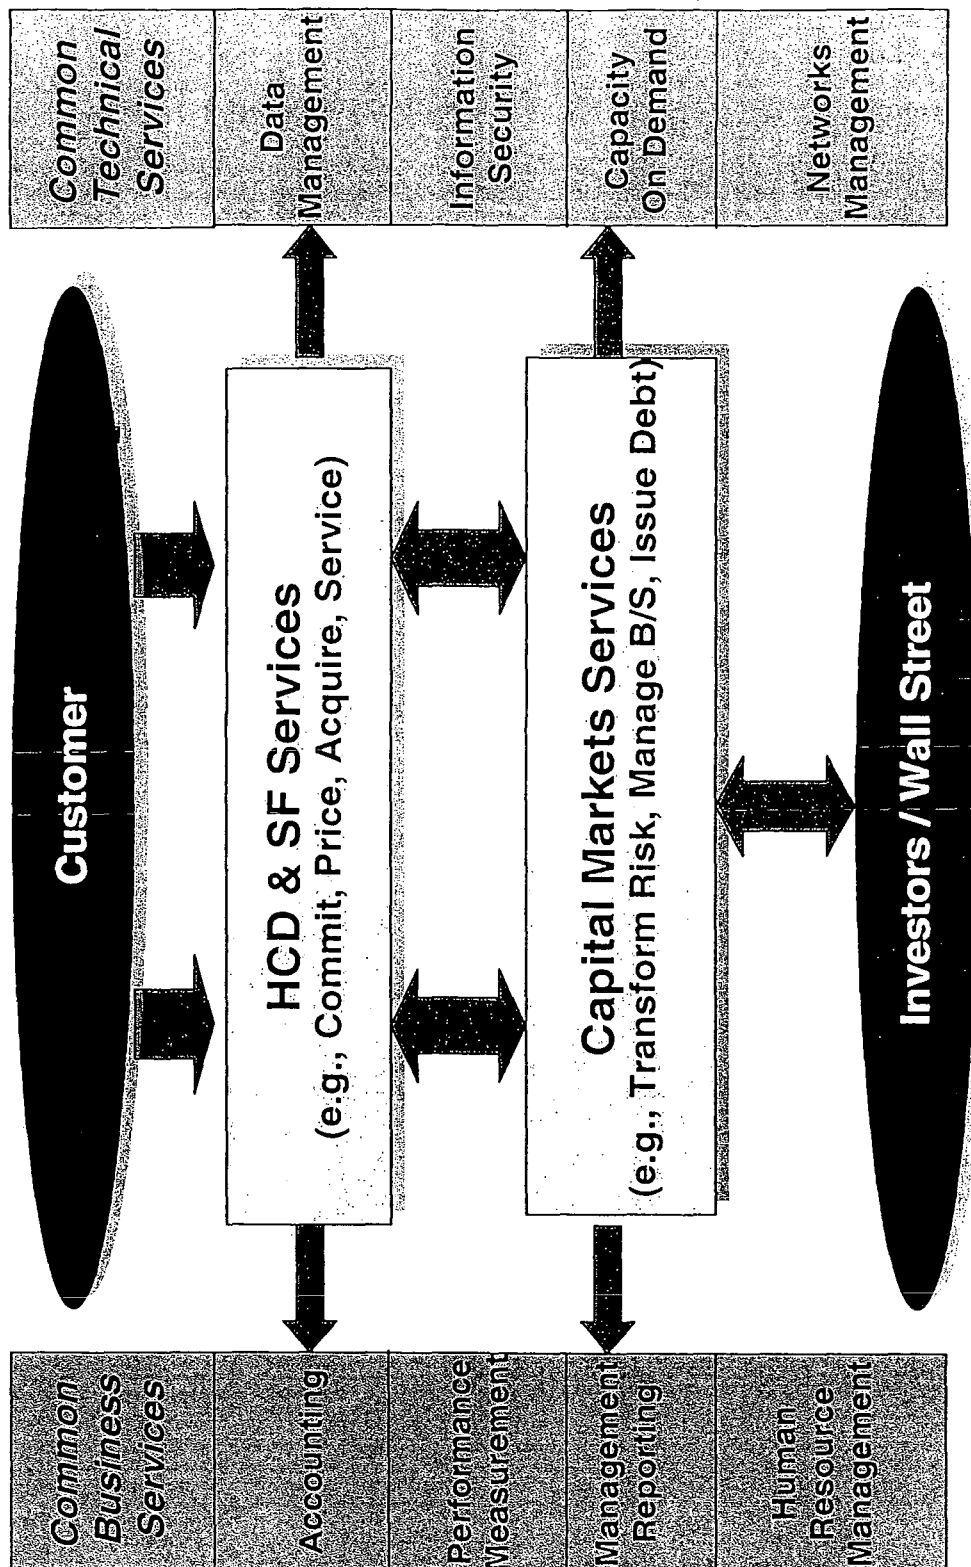 Customer
Common
Business
Services
Accounting
Performance
Measurement
Management
Reporting
Human
Resource
Management
HCD & SF Services
(e.g., Commit, Price, Acquire, Service)
Capital Markets Services
(e.g., Transform Risk, Manage B/S, Issue Debt)
Investors / Wall Street
Common
Technical
Services
Data
Management
Information
Security
Capacity
On Demand
Networks
Management